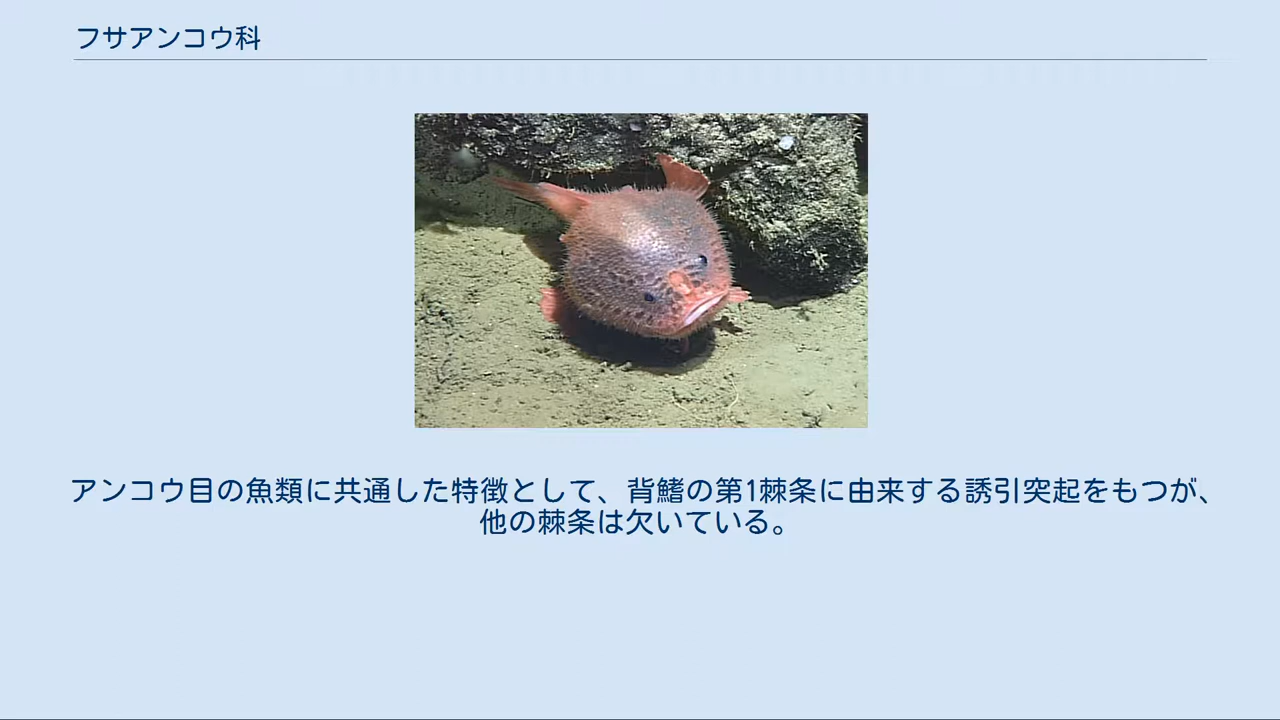 フサアンコウ科
アンコウ目の魚類に共通した特徴として、背鰭の第1棘条に由来する誘引突起をもつが、
他の棘条は欠いている。